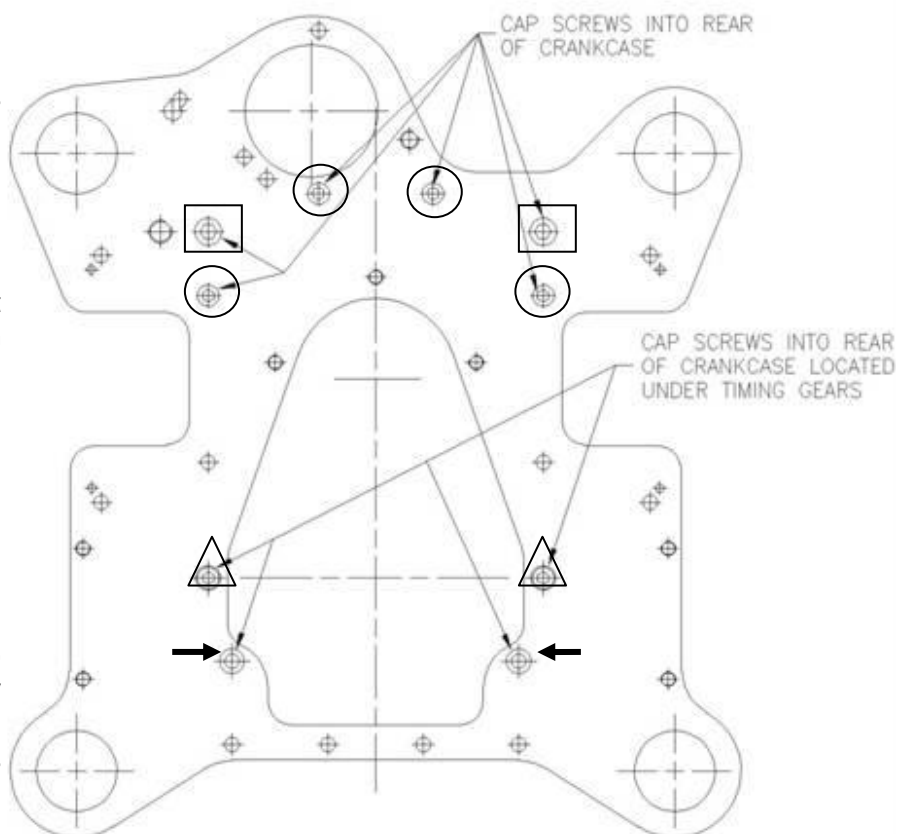 CAP SCREWS INTO REAR
OF CRANKCASE
CAP SCREWS INTO REAR
OF CRANKCASE LOCATED
UNDER TIMING GEARS